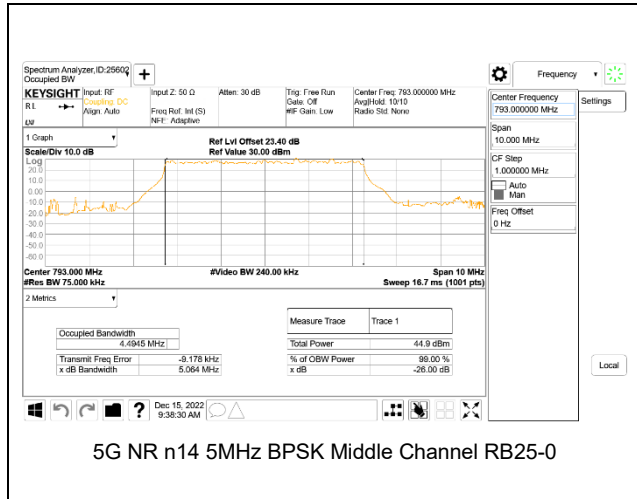 Spectrum Analyzer,ID:25602
Occupied BW
Frequency
KEYSIGHT
RL
Input: RF
Coupling: DC
Align: Auto
Input Z: 50 Ω
Freq Ref: Int (S)
NFE: Adaptive
Atten: 30 dB
Trig: Free Run
Gate: Off
#IF Gain: Low
Center Freq: 793.000000 MHz
Avg|Hold: 10/10
Radio Std: None
Center Frequency
793.000000 MHz
Settings
Span
10.000 MHz
CF Step
1.000000 MHz
Auto
Man
Freq Offset
0 Hz
1 Graph
Scale/Div 10.0 dB
Ref Lvl Offset 23.40 dB
Ref Value 30.00 dBm
Log
20.0
10.0
0.00
-10.0
-20.0
-30.0
-40.0
-50.0
-60.0
Center 793.000 MHz
#Video BW 240.00 kHz
Span 10 MHz
#Res BW 75.000 kHz
Sweep 16.7 ms (1001 pts)
2 Metrics
Measure Trace
Trace 1
Occupied Bandwidth
4.4945 MHz
Total Power
44.9 dBm
Transmit Freq Error
-9.178 kHz
% of OBW Power
99.00 %
x dB Bandwidth
5.064 MHz
x dB
-26.00 dB
Local
?
Dec 15, 2022
9:38:30 AM
5G NR n14 5MHz BPSK Middle Channel RB25-0